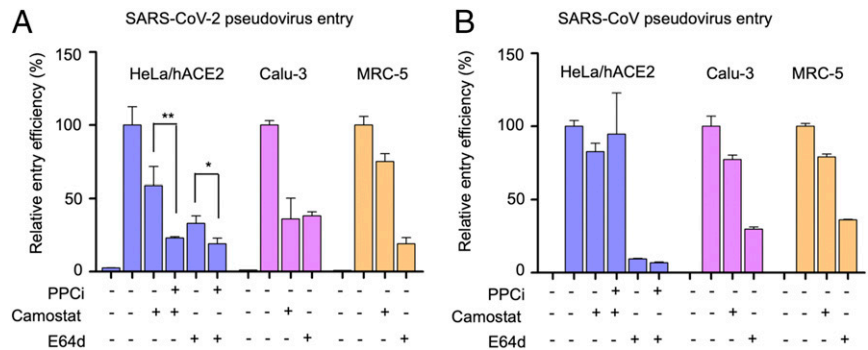 A
SARS-CoV-2 pseudovirus entry
Relative entry efficiency (%)
150
100
50
0
HeLa/hACE2
Calu-3
MRC-5
**
*
PPCi - - - + - + - - - - - - - -
Camostat - - + + - - - - + - - - + -
E64d - - - - + + - - - + - - - +
B
SARS-CoV pseudovirus entry
Relative entry efficiency (%)
150
100
50
0
HeLa/hACE2
Calu-3
MRC-5
PPCi - - - + - + - - - - - - - -
Camostat - - + + - - - - + - - - + -
E64d - - - - + + - - - + - - - +